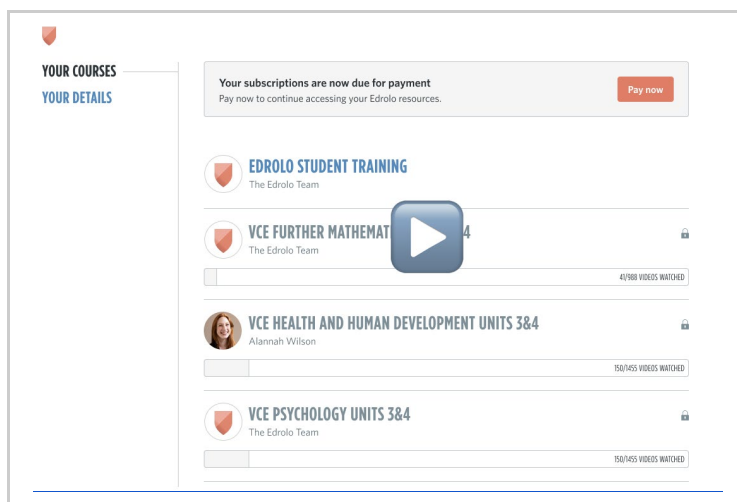 YOUR COURSES
YOUR DETAILS
Your subscriptions are now due for payment
Pay now to continue accessing your Edrolo resources.
Pay now
EDROLO STUDENT TRAINING
The Edrolo Team
VCE FURTHER MATHEMAT 4
The Edrolo Team
41/988 VIDEOS WATCHED
VCE HEALTH AND HUMAN DEVELOPMENT UNITS 3&4
Alannah Wilson
150/1455 VIDEOS WATCHED
VCE PSYCHOLOGY UNITS 3&4
The Edrolo Team
150/1455 VIDEOS WATCHED